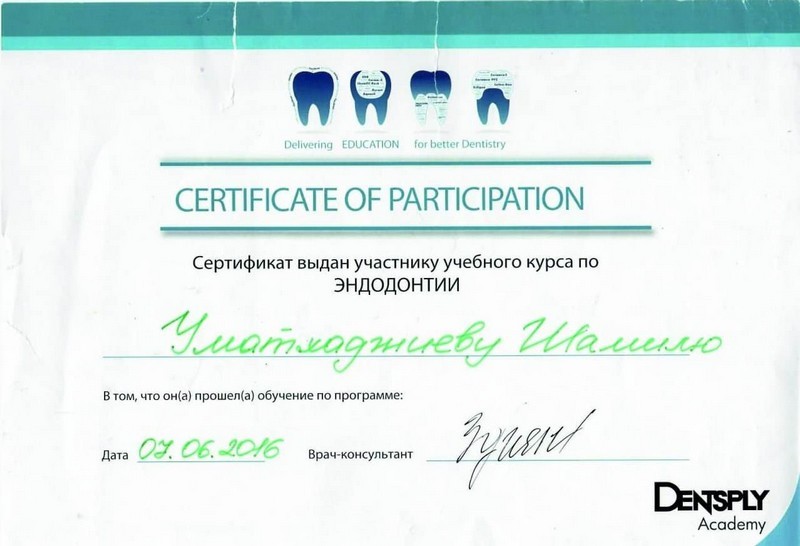 Delivering EDUCATION for better Dentistry
CERTIFICATE OF PARTICIPATION
Сертификат выдан участнику учебного курса по
ЭНДОДОНТИИ
Уматхаджиеву Шамилю
В том, что он(а) прошел(а) обучение по программе:
Дата 07.06.2016 Врач-консультант
DENTSPLY
Academy